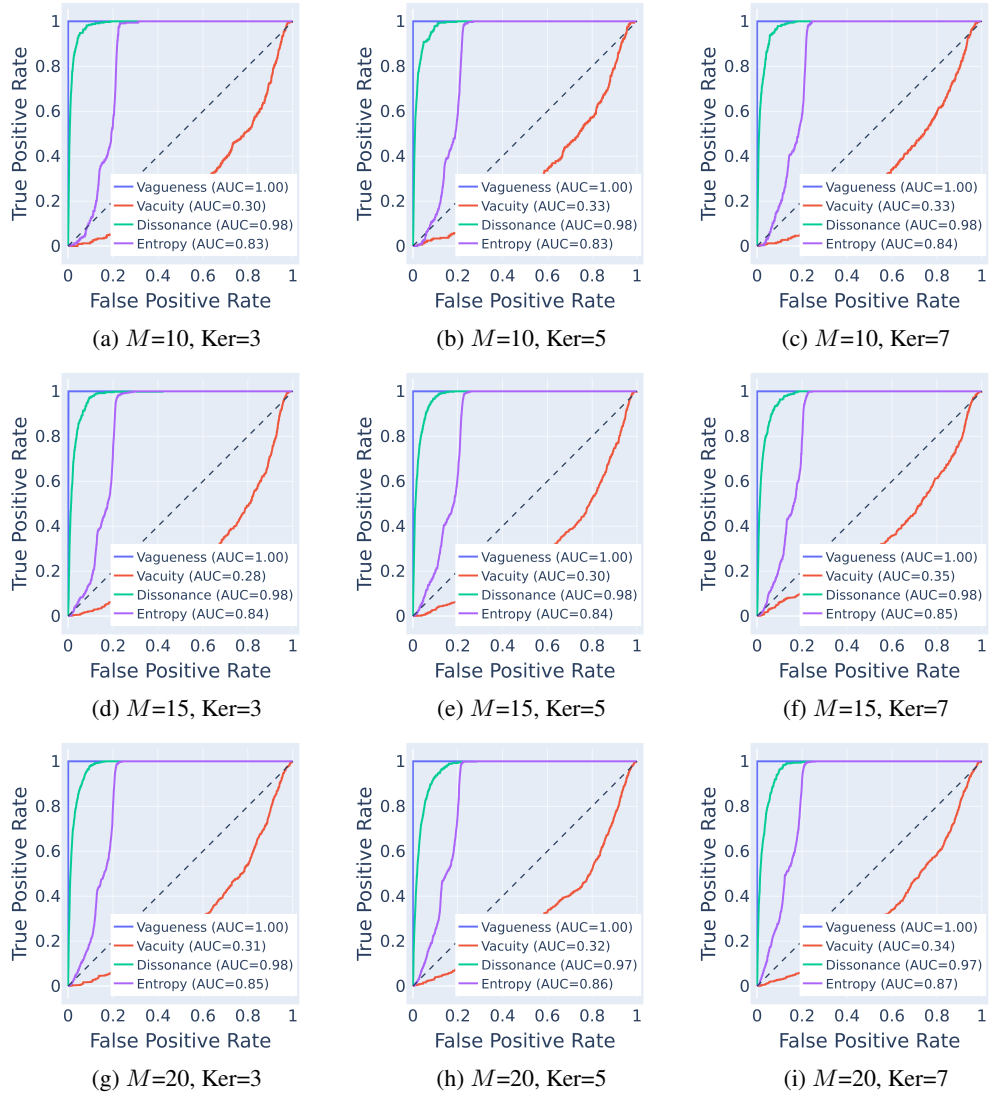 True Positive Rate
1
0.8
0.6
0.4
0.2
0
0 0.2 0.4 0.6 0.8 1
False Positive Rate
Vagueness (AUC=1.00)
Vacuity (AUC=0.30)
Dissonance (AUC=0.98)
Entropy (AUC=0.83)
(a) M=10, Ker=3
True Positive Rate
1
0.8
0.6
0.4
0.2
0
0 0.2 0.4 0.6 0.8 1
False Positive Rate
Vagueness (AUC=1.00)
Vacuity (AUC=0.33)
Dissonance (AUC=0.98)
Entropy (AUC=0.83)
(b) M=10, Ker=5
True Positive Rate
1
0.8
0.6
0.4
0.2
0
0 0.2 0.4 0.6 0.8 1
False Positive Rate
Vagueness (AUC=1.00)
Vacuity (AUC=0.33)
Dissonance (AUC=0.98)
Entropy (AUC=0.84)
(c) M=10, Ker=7
True Positive Rate
1
0.8
0.6
0.4
0.2
0
0 0.2 0.4 0.6 0.8 1
False Positive Rate
Vagueness (AUC=1.00)
Vacuity (AUC=0.28)
Dissonance (AUC=0.98)
Entropy (AUC=0.84)
(d) M=15, Ker=3
True Positive Rate
1
0.8
0.6
0.4
0.2
0
0 0.2 0.4 0.6 0.8 1
False Positive Rate
Vagueness (AUC=1.00)
Vacuity (AUC=0.30)
Dissonance (AUC=0.98)
Entropy (AUC=0.84)
(e) M=15, Ker=5
True Positive Rate
1
0.8
0.6
0.4
0.2
0
0 0.2 0.4 0.6 0.8 1
False Positive Rate
Vagueness (AUC=1.00)
Vacuity (AUC=0.35)
Dissonance (AUC=0.98)
Entropy (AUC=0.85)
(f) M=15, Ker=7
True Positive Rate
1
0.8
0.6
0.4
0.2
0
0 0.2 0.4 0.6 0.8 1
False Positive Rate
Vagueness (AUC=1.00)
Vacuity (AUC=0.31)
Dissonance (AUC=0.98)
Entropy (AUC=0.85)
(g) M=20, Ker=3
True Positive Rate
1
0.8
0.6
0.4
0.2
0
0 0.2 0.4 0.6 0.8 1
False Positive Rate
Vagueness (AUC=1.00)
Vacuity (AUC=0.32)
Dissonance (AUC=0.97)
Entropy (AUC=0.86)
(h) M=20, Ker=5
True Positive Rate
1
0.8
0.6
0.4
0.2
0
0 0.2 0.4 0.6 0.8 1
False Positive Rate
Vagueness (AUC=1.00)
Vacuity (AUC=0.34)
Dissonance (AUC=0.97)
Entropy (AUC=0.87)
(i) M=20, Ker=7